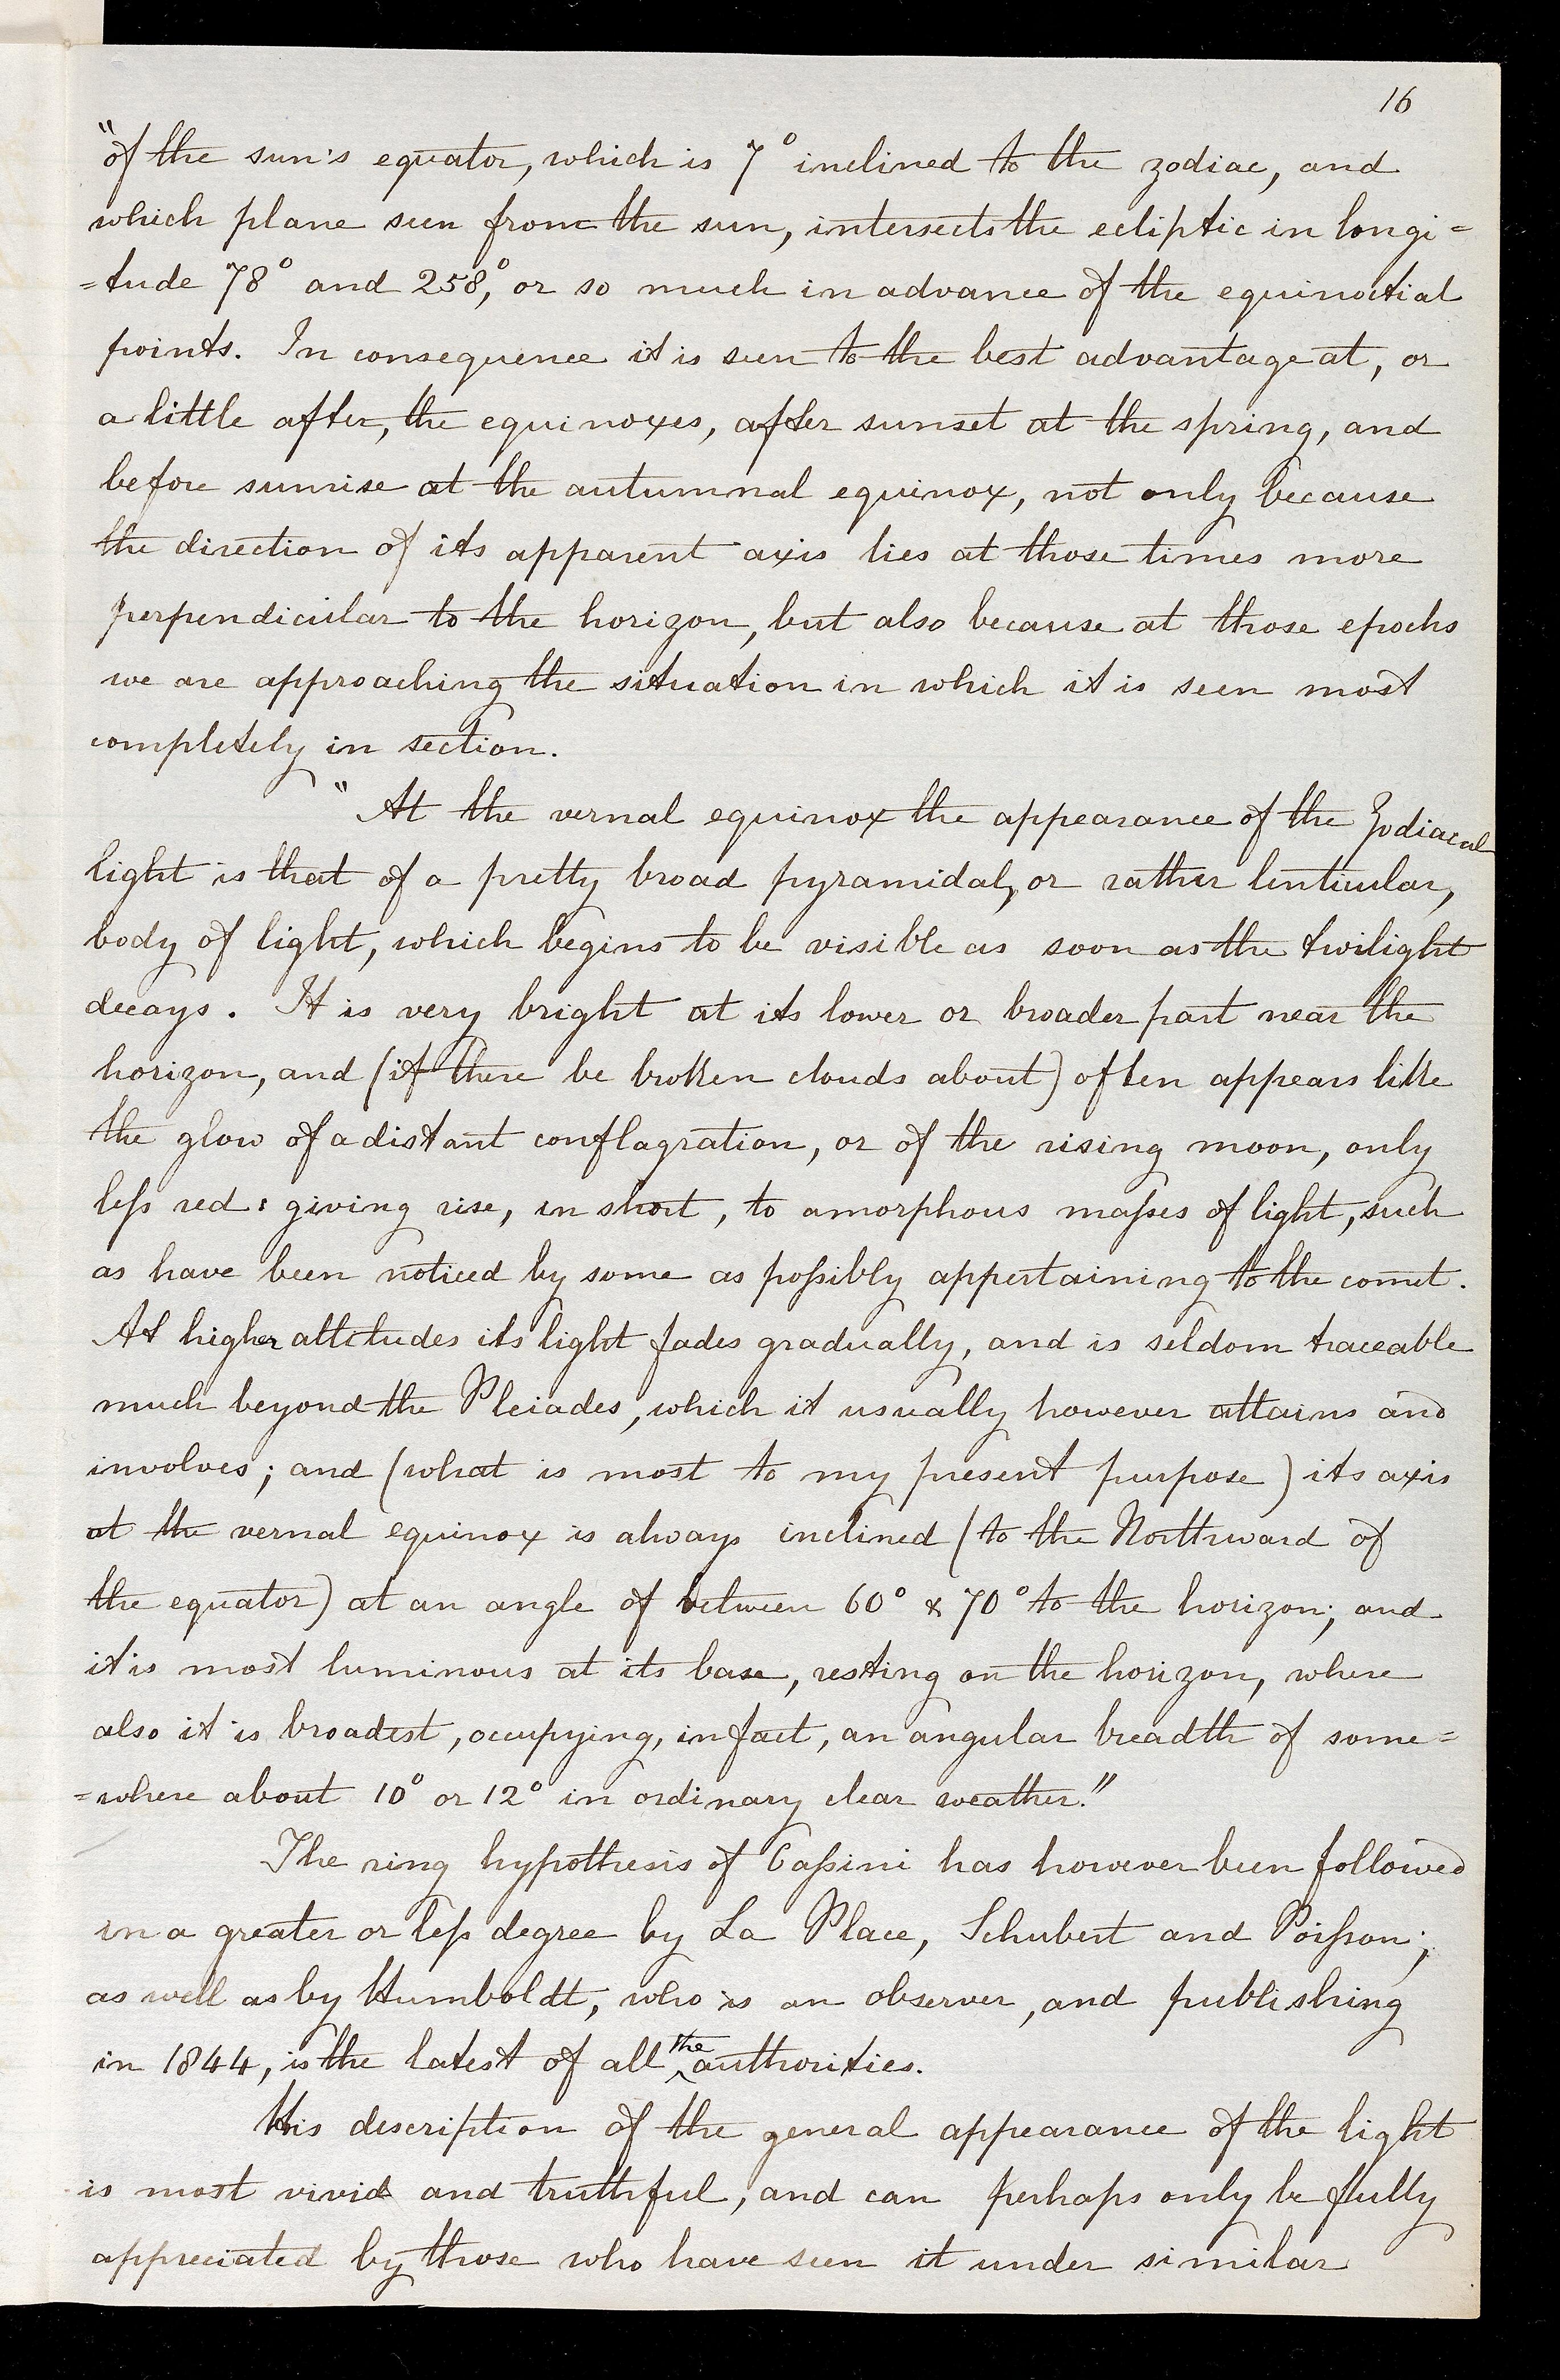 16
"of the sun's equator, which is 7° inclined to the zodiac, and
which plane seen from the sun, intersects the ecliptic in longi=
=tude 78° and 258°, or so much in advance of the equinoctial
points. In consequence it is seen to the best advantage at, or
a little after, the equinoxes, after sunset at the spring, and
before sunrise at the autumnal equinox, not only because
the direction of its apparent axis lies at those times more
perpendicular to the horizon, but also because at those epochs
we are approaching the situation in which it is seen most
completely in section.
"At the vernal equinox the appearance of the Zodiacal
light is that of a pretty broad pyramidal, or rather lenticular,
body of light, which begins to be visible as soon as the twilight
decays. It is very bright at its lower or broader part near the
horizon, and (if there be broken clouds about) often appears like
the glow of a distant conflagration, or of the rising moon, only
leſs red: giving rise, in short, to amorphous maſses of light, such
as have been noticed by some as poſsibly appertaining to the comet.
At higher altitudes its light fades gradually, and is seldom traceable
much beyond the Pleiades, which it usually however attains and
involves; and (what is most to my present purpose) its axis
at the vernal equinox is always inclined (to the Northward of
the equator) at an angle of between 60° & 70° to the horizon; and
it is most luminous at its base, resting on the horizon, where
also it is broadest, occupying, in fact, an angular breadth of some=
=where about 10° or 12° in ordinary clear weather."
The ring hypothesis of Caſsini has however been followed
in a greater or leſs degree by La Place, Schubert and Poiſson;
as well as by Humboldt, who is an observer, and publishing
in 1844, is the latest of all the authorities.
His description of the general appearance of the light
is most vivid and truthful, and can perhaps only be fully
appreciated by those who have seen it under similar